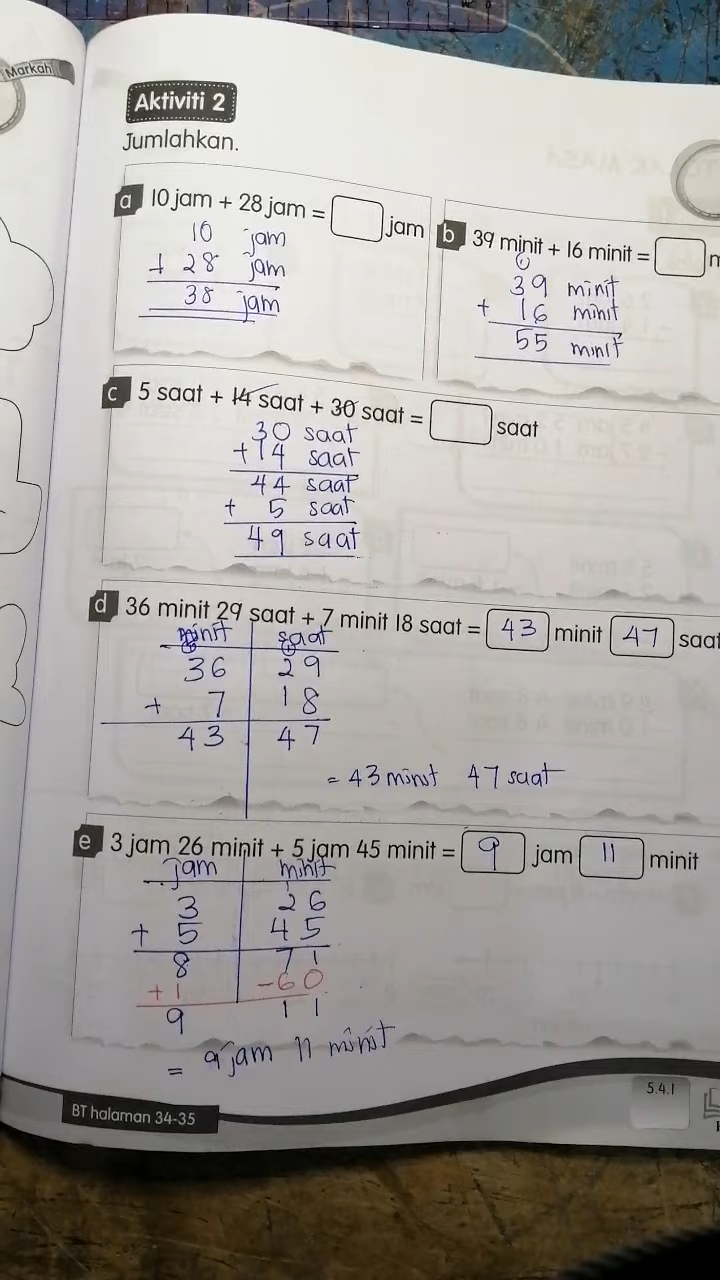 Markah
Aktiviti 2
Jumlahkan.
a 10 jam + 28 jam = jam
10 jam
+ 28 jam
38 jam
b 39 minit + 16 minit = m
1
39 minit
+ 16 minit
55 minit
c 5 saat + 14 saat + 30 saat = saat
30 saat
+ 14 saat
44 saat
+ 5 saat
49 saat
d 36 minit 29 saat + 7 minit 18 saat = 43 minit 47 saat
minit saat
1 1
36 29
+ 7 18
43 47
= 43 minit 47 saat
e 3 jam 26 minit + 5 jam 45 minit = 9 jam 11 minit
jam minit
1
3 26
+ 5 45
8 71
+ 1 - 60
9 11
= 9 jam 11 minit
5.4.1
BT halaman 34-35